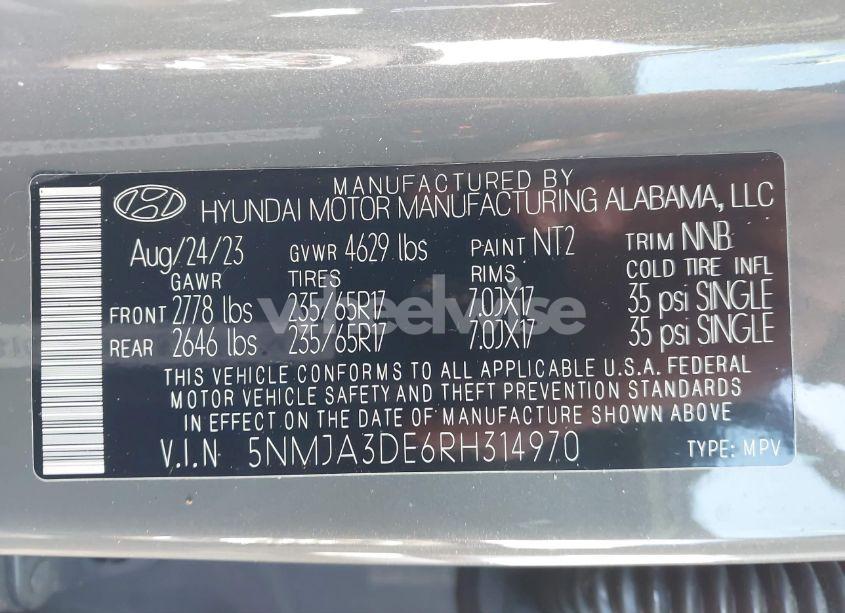 MANUFACTURED BY
HYUNDAI MOTOR MANUFACTURING ALABAMA, LLC
Aug/24/23 GVWR 4629 lbs PAINT NT2 TRIM NNB
GAWR TIRES RIMS COLD TIRE INFL
FRONT 2778 lbs 235/65R17 7.0JX17 35 psi SINGLE
REAR 2646 lbs 235/65R17 7.0JX17 35 psi SINGLE
wheelwise
THIS VEHICLE CONFORMS TO ALL APPLICABLE U.S.A. FEDERAL
MOTOR VEHICLE SAFETY AND THEFT PREVENTION STANDARDS
IN EFFECT ON THE DATE OF MANUFACTURE SHOWN ABOVE.
V.I.N 5NMJA3DE6RH314970 TYPE: MPV